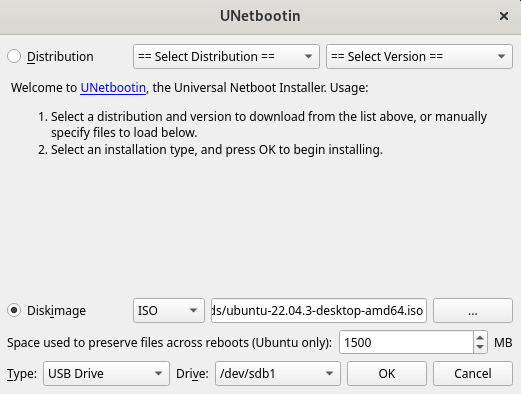 UNetbootin
Distribution == Select Distribution == == Select Version ==
Welcome to UNetbootin, the Universal Netboot Installer. Usage:
1. Select a distribution and version to download from the list above, or manually
specify files to load below.
2. Select an installation type, and press OK to begin installing.
Diskimage ISO ds/ubuntu-22.04.3-desktop-amd64.iso ...
Space used to preserve files across reboots (Ubuntu only): 1500 MB
Type: USB Drive Drive: /dev/sdb1 OK Cancel